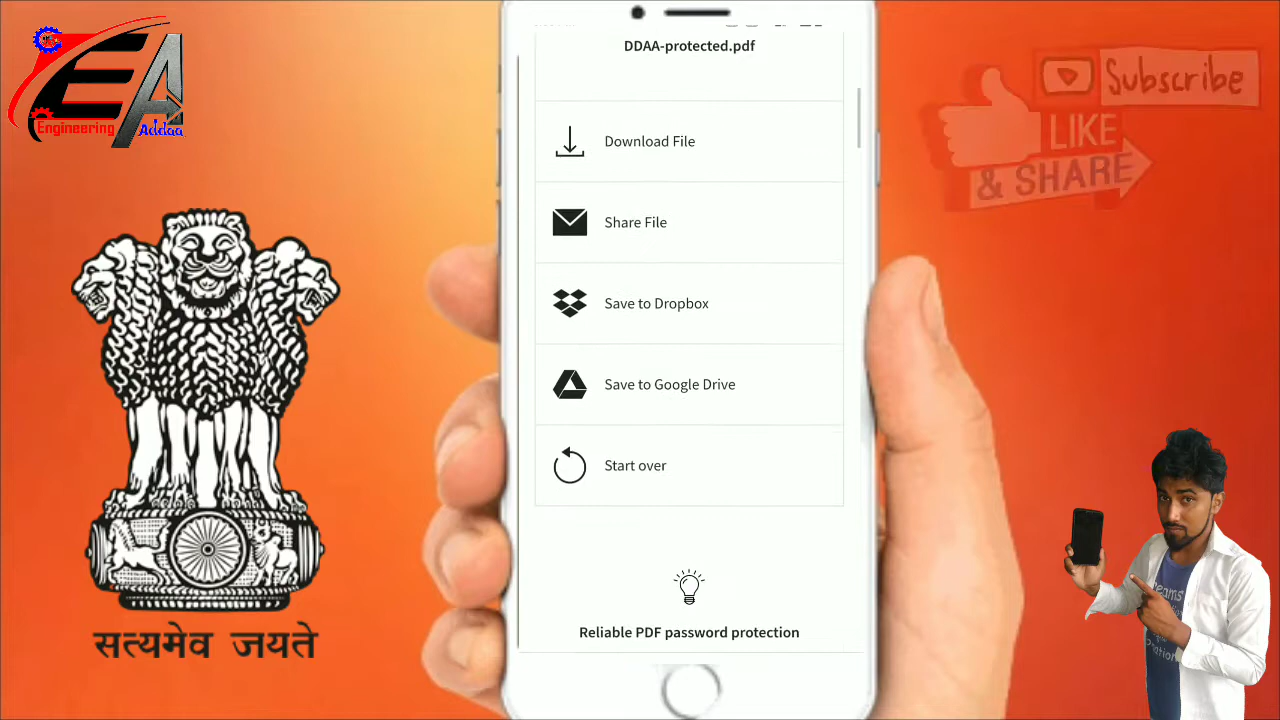 EA
Engineering Addaa
सत्यमेव जयते
DDAA-protected.pdf
Download File
Share File
Save to Dropbox
Save to Google Drive
Start over
Reliable PDF password protection
Subscribe
LIKE
& SHARE